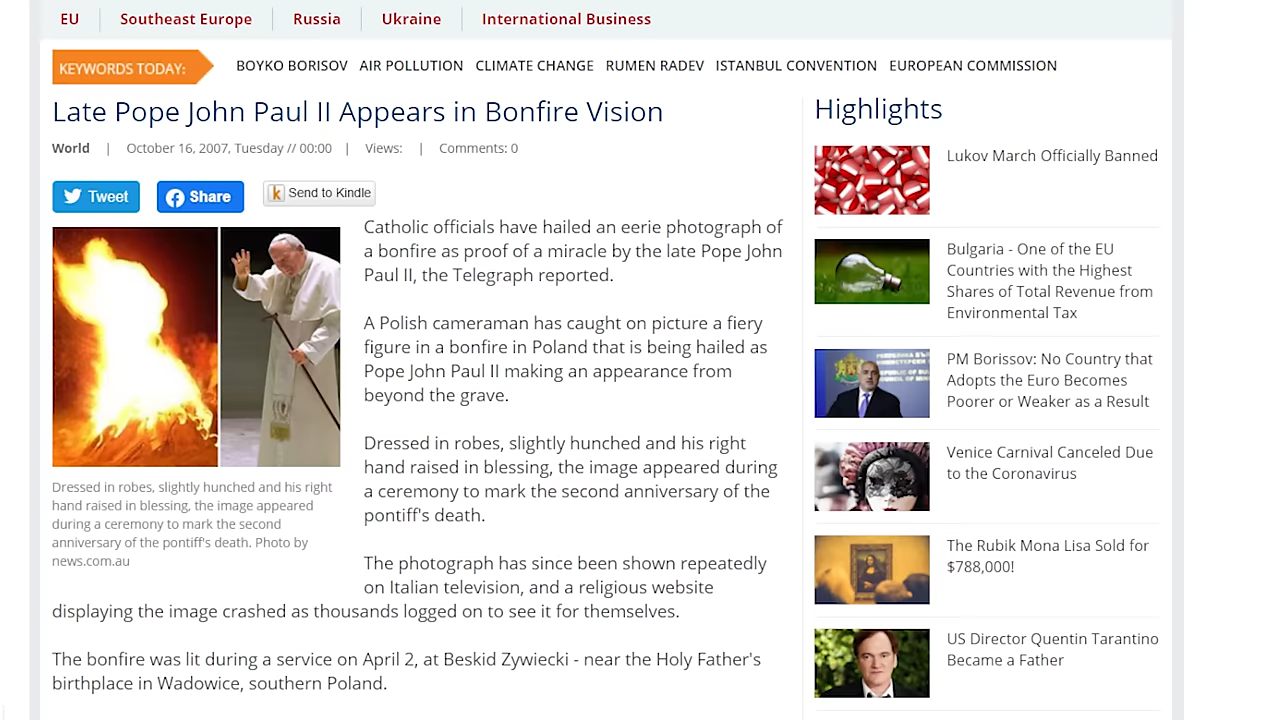 EU
Southeast Europe
Russia
Ukraine
International Business
KEYWORDS TODAY:
BOYKO BORISOV AIR POLLUTION CLIMATE CHANGE RUMEN RADEV ISTANBUL CONVENTION EUROPEAN COMMISSION
Late Pope John Paul II Appears in Bonfire Vision
World | October 16, 2007, Tuesday // 00:00 | Views: | Comments: 0
Tweet
Share
Send to Kindle
Dressed in robes, slightly hunched and his right
hand raised in blessing, the image appeared
during a ceremony to mark the second
anniversary of the pontiff's death. Photo by
news.com.au
Catholic officials have hailed an eerie photograph of
a bonfire as proof of a miracle by the late Pope John
Paul II, the Telegraph reported.
A Polish cameraman has caught on picture a fiery
figure in a bonfire in Poland that is being hailed as
Pope John Paul II making an appearance from
beyond the grave.
Dressed in robes, slightly hunched and his right
hand raised in blessing, the image appeared during
a ceremony to mark the second anniversary of the
pontiff's death.
The photograph has since been shown repeatedly
on Italian television, and a religious website
displaying the image crashed as thousands logged on to see it for themselves.
The bonfire was lit during a service on April 2, at Beskid Zywiecki - near the Holy Father's
birthplace in Wadowice, southern Poland.
Highlights
Lukov March Officially Banned
Bulgaria - One of the EU
Countries with the Highest
Shares of Total Revenue from
Environmental Tax
PM Borissov: No Country that
Adopts the Euro Becomes
Poorer or Weaker as a Result
Venice Carnival Canceled Due
to the Coronavirus
The Rubik Mona Lisa Sold for
$788,000!
US Director Quentin Tarantino
Became a Father